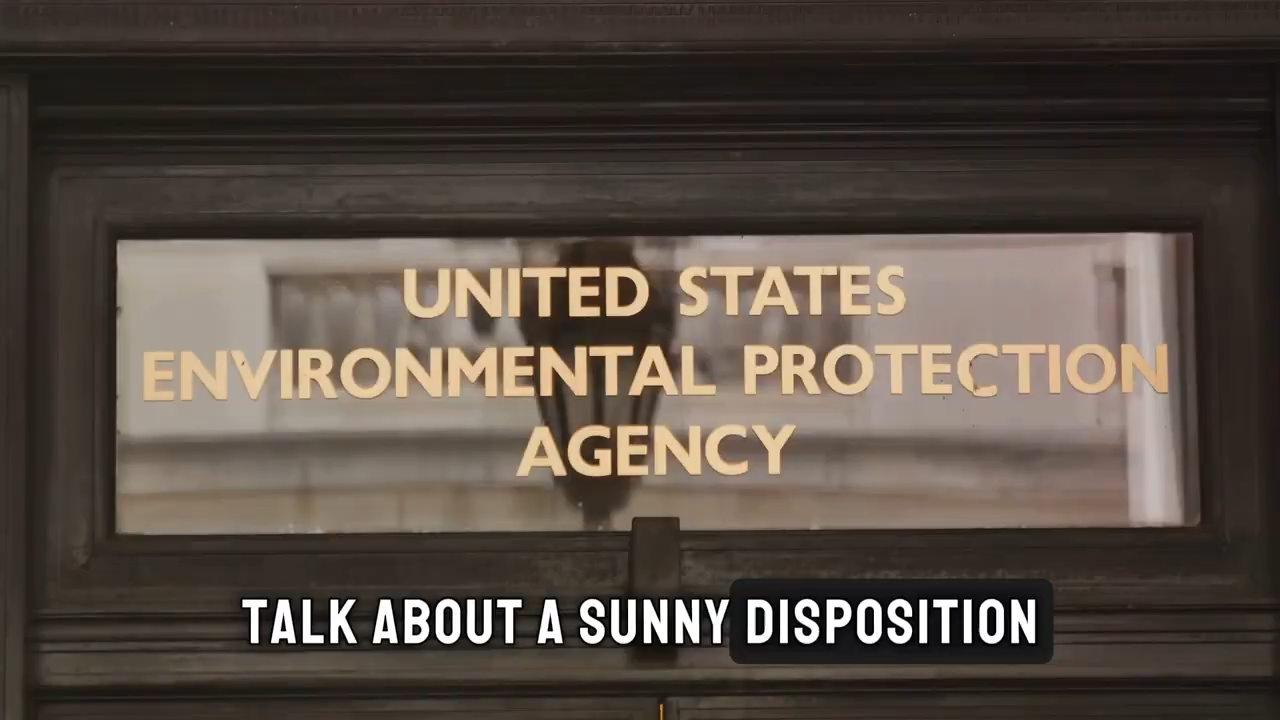 UNITED STATES
ENVIRONMENTAL PROTECTION
AGENCY
TALK ABOUT A SUNNY DISPOSITION